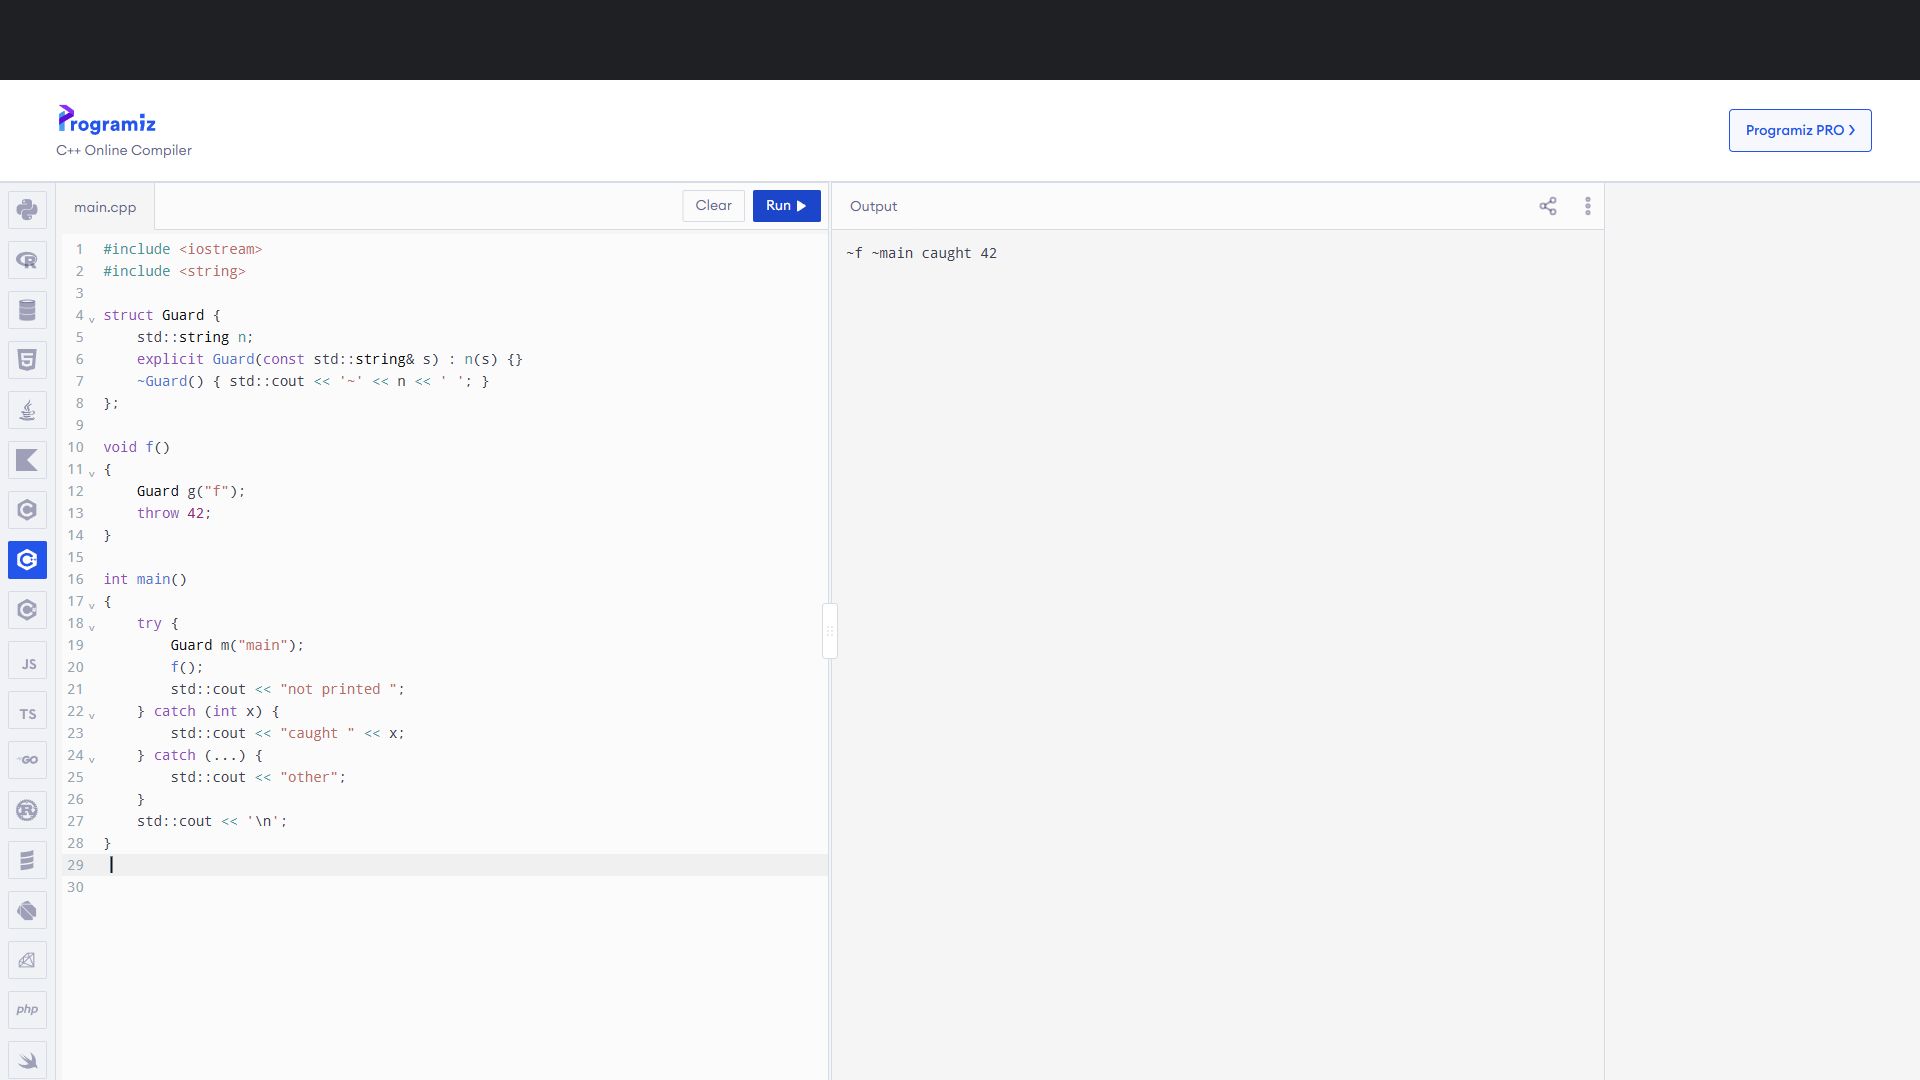 Programiz
C++ Online Compiler
Programiz PRO ❯
main.cpp
Clear
Run ▶
Output
1 #include <iostream>
2 #include <string>
3
4 struct Guard {
5     std::string n;
6     explicit Guard(const std::string& s) : n(s) {}
7     ~Guard() { std::cout << '~' << n << ' '; }
8 };
9
10 void f()
11 {
12     Guard g("f");
13     throw 42;
14 }
15
16 int main()
17 {
18     try {
19         Guard m("main");
20         f();
21         std::cout << "not printed ";
22     } catch (int x) {
23         std::cout << "caught " << x;
24     } catch (...) {
25         std::cout << "other";
26     }
27     std::cout << '\n';
28 }
29
30
~f ~main caught 42
JS
TS
GO
php